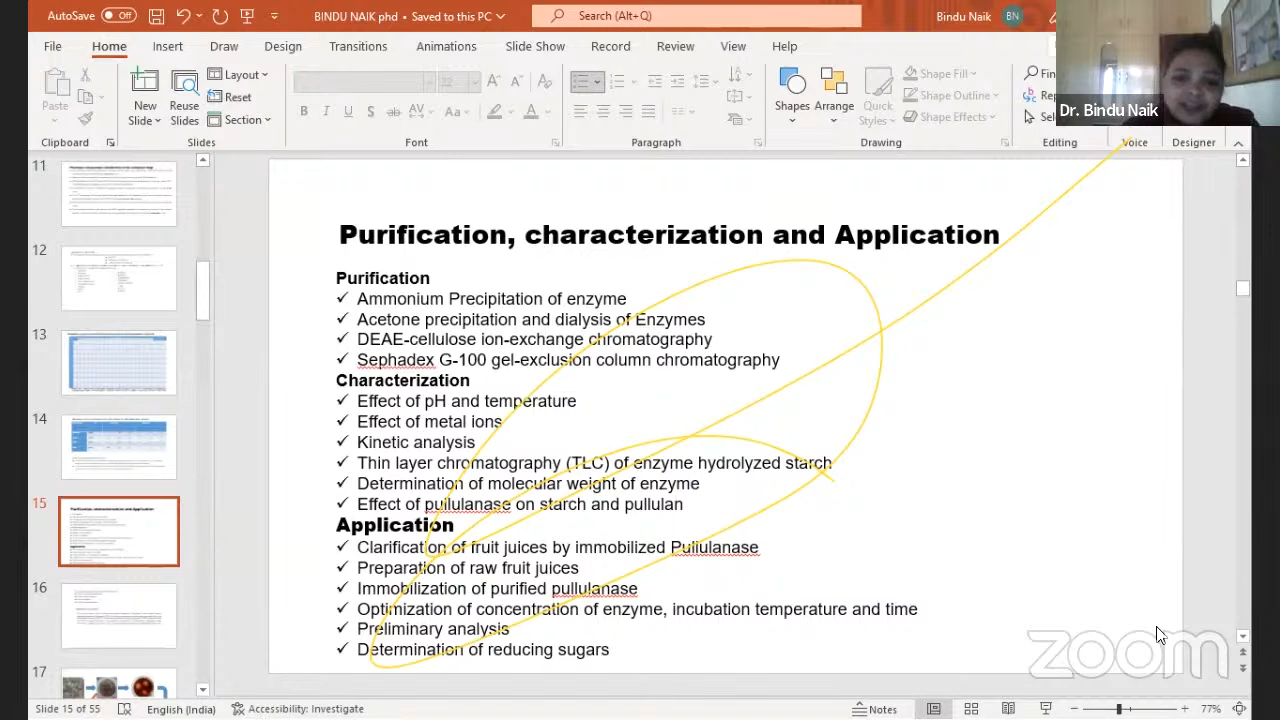 AutoSave Off BINDU NAIK phd • Saved to this PC Search (Alt+Q) Bindu Naik BN
File Home Insert Draw Design Transitions Animations Slide Show Record Review View Help
Paste New Slide Reuse Slides Layout Reset Section Shapes Arrange Quick Styles Shape Fill Shape Outline Shape Effects
Dr. Bindu Naik
Clipboard Slides Font Paragraph Drawing Editing Voice Designer
11
12
13
14
15
16
17
Purification, characterization and Application
Purification
✓ Ammonium Precipitation of enzyme
✓ Acetone precipitation and dialysis of Enzymes
✓ DEAE-cellulose ion-exchange chromatography
✓ Sephadex G-100 gel-exclusion column chromatography
Characterization
✓ Effect of pH and temperature
✓ Effect of metal ions
✓ Kinetic analysis
✓ Thin layer chromatography (TLC) of enzyme hydrolyzed starch
✓ Determination of molecular weight of enzyme
✓ Effect of pullulanase on starch and pullulan
Application
✓ Clarification of fruit juices by immobilized Pullulanase
✓ Preparation of raw fruit juices
✓ Immobilization of purified pullulanase
✓ Optimization of concentration of enzyme, incubation temperature and time
✓ Preliminary analysis
✓ Determination of reducing sugars
zoom
Slide 15 of 55 English (India) Accessibility: Investigate Notes 77%